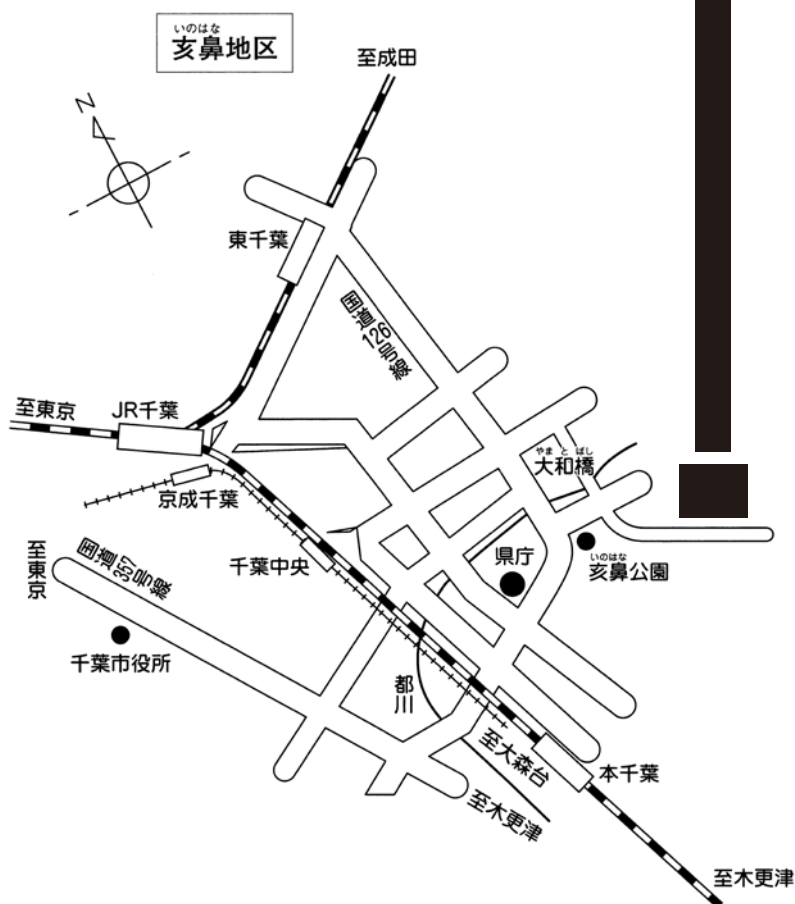 いのはな
亥鼻地区
至成田
N
東千葉
国道126号線
至東京
JR千葉
やまとばし
大和橋
京成千葉
県庁
いのはな
亥鼻公園
千葉中央
至東京
国道357号線
千葉市役所
都川
至大森台
本千葉
至木更津
至木更津